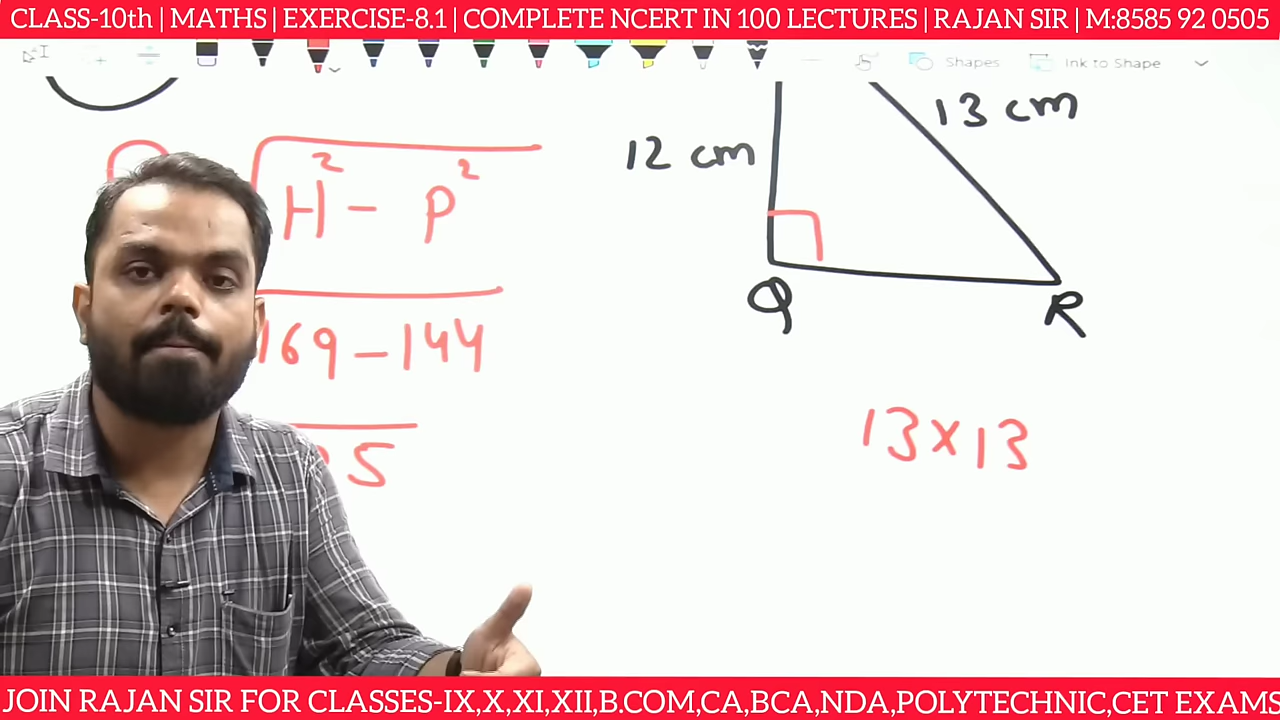 CLASS-10th | MATHS | EXERCISE-8.1 | COMPLETE NCERT IN 100 LECTURES | RAJAN SIR | M:8585 92 0505
Shapes
Ink to Shape
13 cm
12 cm
H² - P²
Q
R
169 - 144
13×13
5
JOIN RAJAN SIR FOR CLASSES-IX,X,XI,XII,B.COM,CA,BCA,NDA,POLYTECHNIC,CET EXAMS